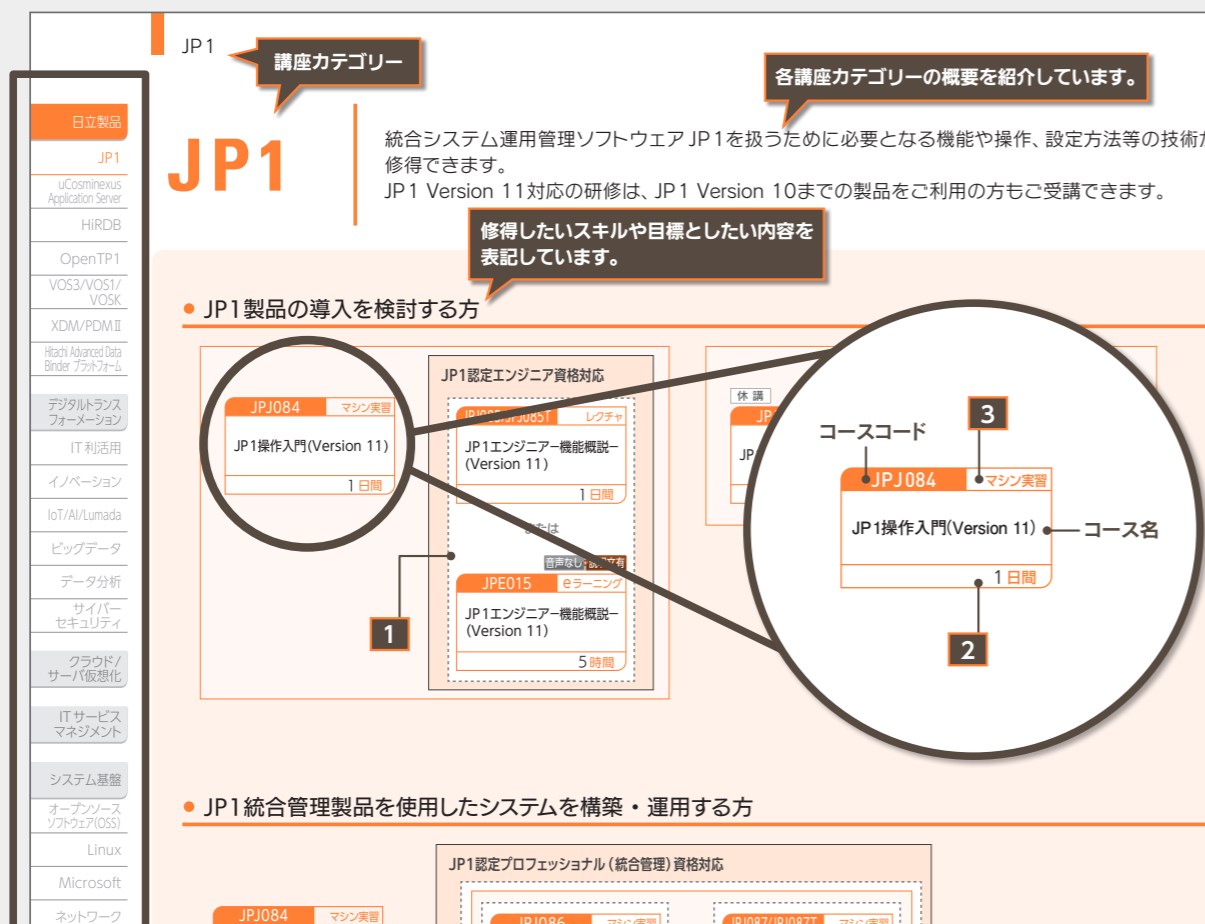 JP1
講座カテゴリー
各講座カテゴリーの概要を紹介しています。
JP1
統合システム運用管理ソフトウェア JP1を扱うために必要となる機能や操作、設定方法等の技術が
修得できます。
JP1 Version 11対応の研修は、JP1 Version 10までの製品をご利用の方もご受講できます。
修得したいスキルや目標としたい内容を
表記しています。
日立製品
JP1
uCosminexus
Application Server
HiRDB
OpenTP1
VOS3/VOS1/
VOSK
XDM/PDMⅡ
Hitachi Advanced Data
Binder プラットフォーム
デジタルトランス
フォーメーション
IT 利活用
イノベーション
IoT/AI/Lumada
ビッグデータ
データ分析
サイバー
セキュリティ
クラウド/
サーバ仮想化
ITサービス
マネジメント
システム基盤
オープンソース
ソフトウェア(OSS)
Linux
Microsoft
ネットワーク
● JP1製品の導入を検討する方
JPJ084 マシン実習
JP1操作入門(Version 11)
1日間
JP1認定エンジニア資格対応
レクチャ
JP1エンジニアー機能概説ー
(Version 11)
1日間
または
音声なし
JPE015 eラーニング
JP1エンジニアー機能概説ー
(Version 11)
5時間
1
休 講
JP
JP
3
コースコード
JPJ084 マシン実習
JP1操作入門(Version 11)
コース名
1日間
2
● JP1統合管理製品を使用したシステムを構築・運用する方
JP1認定プロフェッショナル(統合管理)資格対応
JPJ084 マシン実習
JPJ086 マシン実習
JPJ087/JPJ087T マシン実習